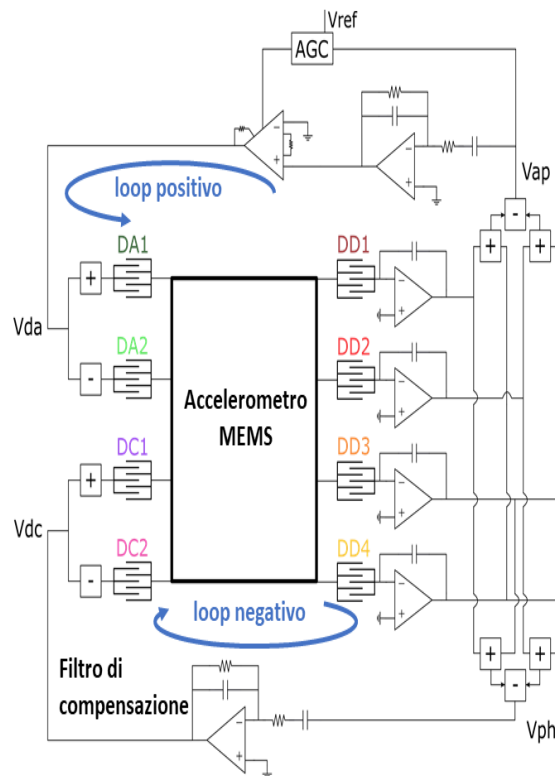 Vref
AGC
−
+
−
+
Vap
-
+
+
loop positivo
DA1
DD1
+
−
+
Vda
DA2
DD2
-
−
+
Accelerometro
MEMS
DC1
DD3
+
−
+
Vdc
DC2
DD4
-
−
+
loop negativo
+
+
Filtro di
compensazione
-
−
+
Vph